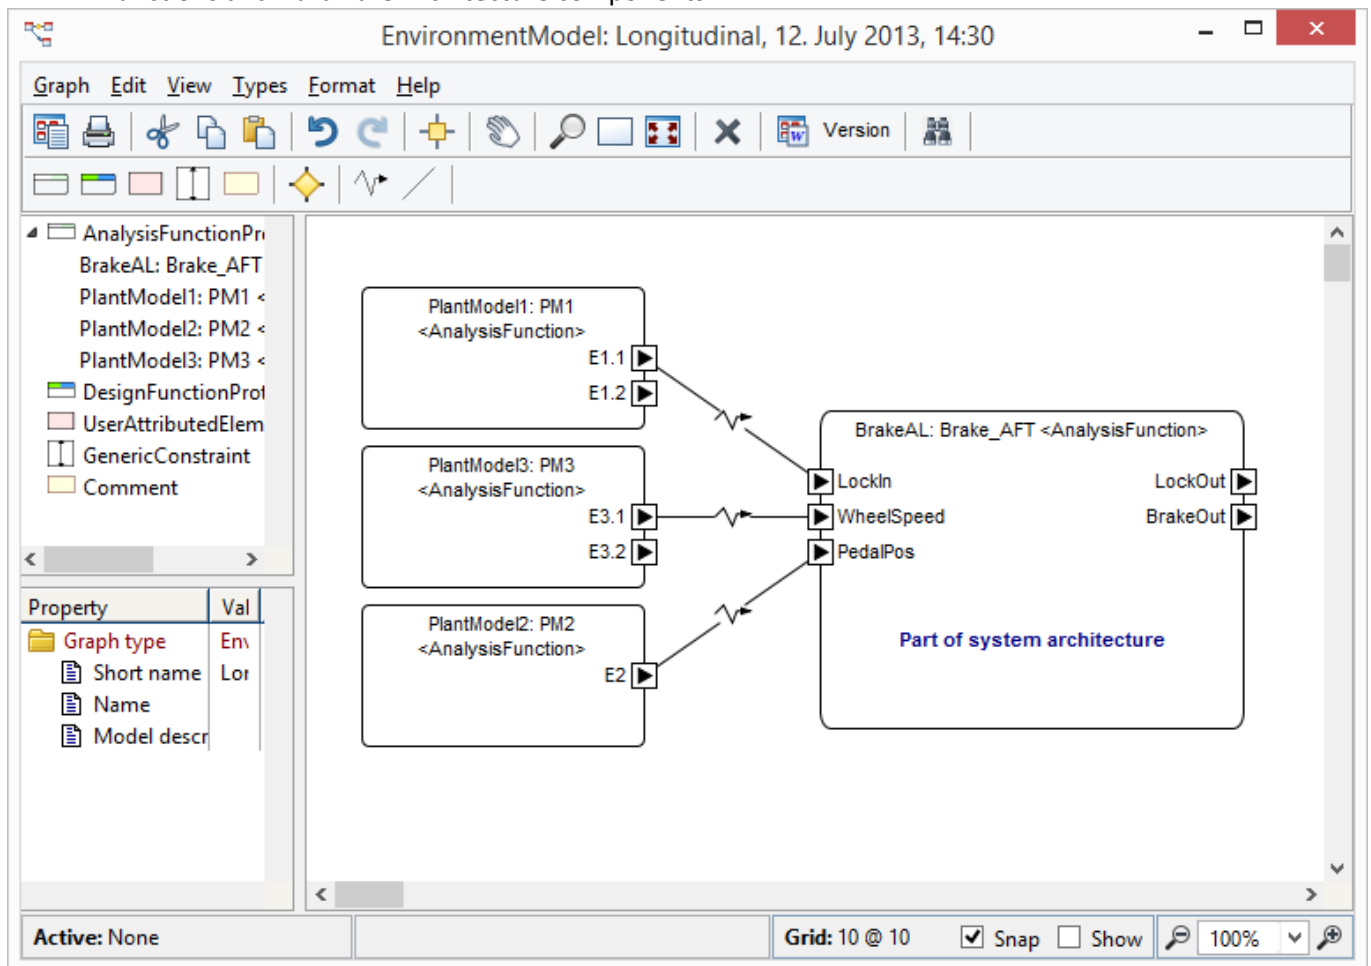 EnvironmentModel: Longitudinal, 12. July 2013, 14:30
Graph Edit View Types Format Help
Version
AnalysisFunctionPr
BrakeAL: Brake_AFT
PlantModel1: PM1 <
PlantModel2: PM2 <
PlantModel3: PM3 <
DesignFunctionProt
UserAttributedElem
GenericConstraint
Comment
Property Val
Graph type Env
Short name Lor
Name
Model descr
PlantModel1: PM1
<AnalysisFunction>
E1.1
E1.2
PlantModel3: PM3
<AnalysisFunction>
E3.1
E3.2
PlantModel2: PM2
<AnalysisFunction>
E2
BrakeAL: Brake_AFT <AnalysisFunction>
LockIn LockOut
WheelSpeed BrakeOut
PedalPos
Part of system architecture
Active: None
Grid: 10 @ 10 Snap Show 100%